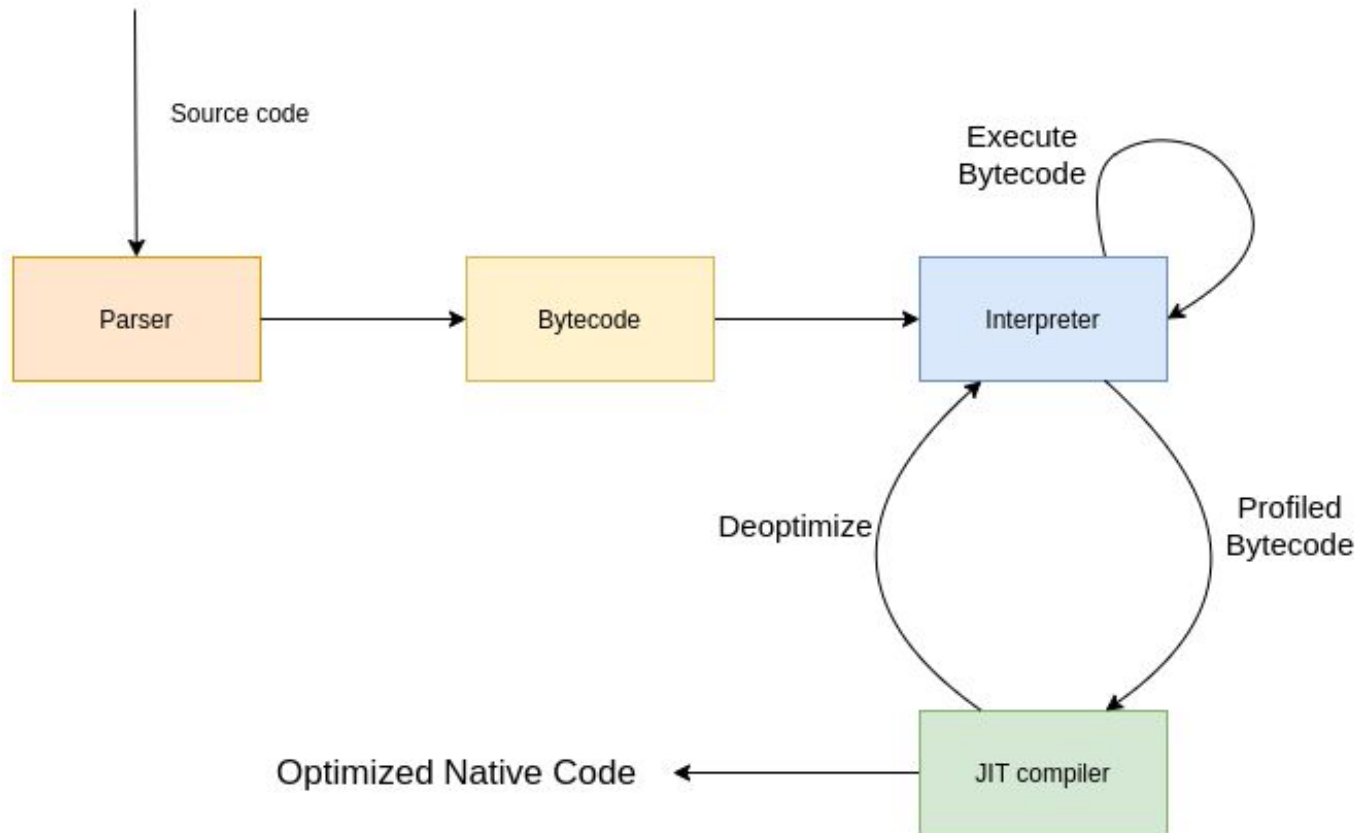 Source code
Execute
Bytecode
Parser
Bytecode
Interpreter
Deoptimize
Profiled
Bytecode
Optimized Native Code
JIT compiler